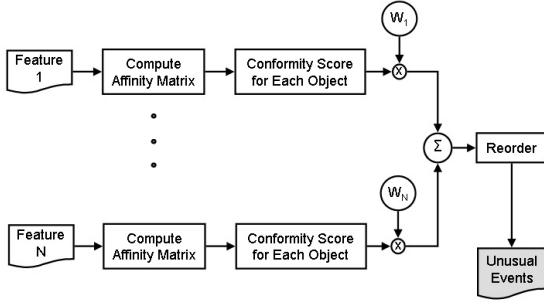 W1
Feature
1
Compute
Affinity Matrix
Conformity Score
for Each Object
X
Σ
Reorder
WN
Feature
N
Compute
Affinity Matrix
Conformity Score
for Each Object
X
Unusual
Events